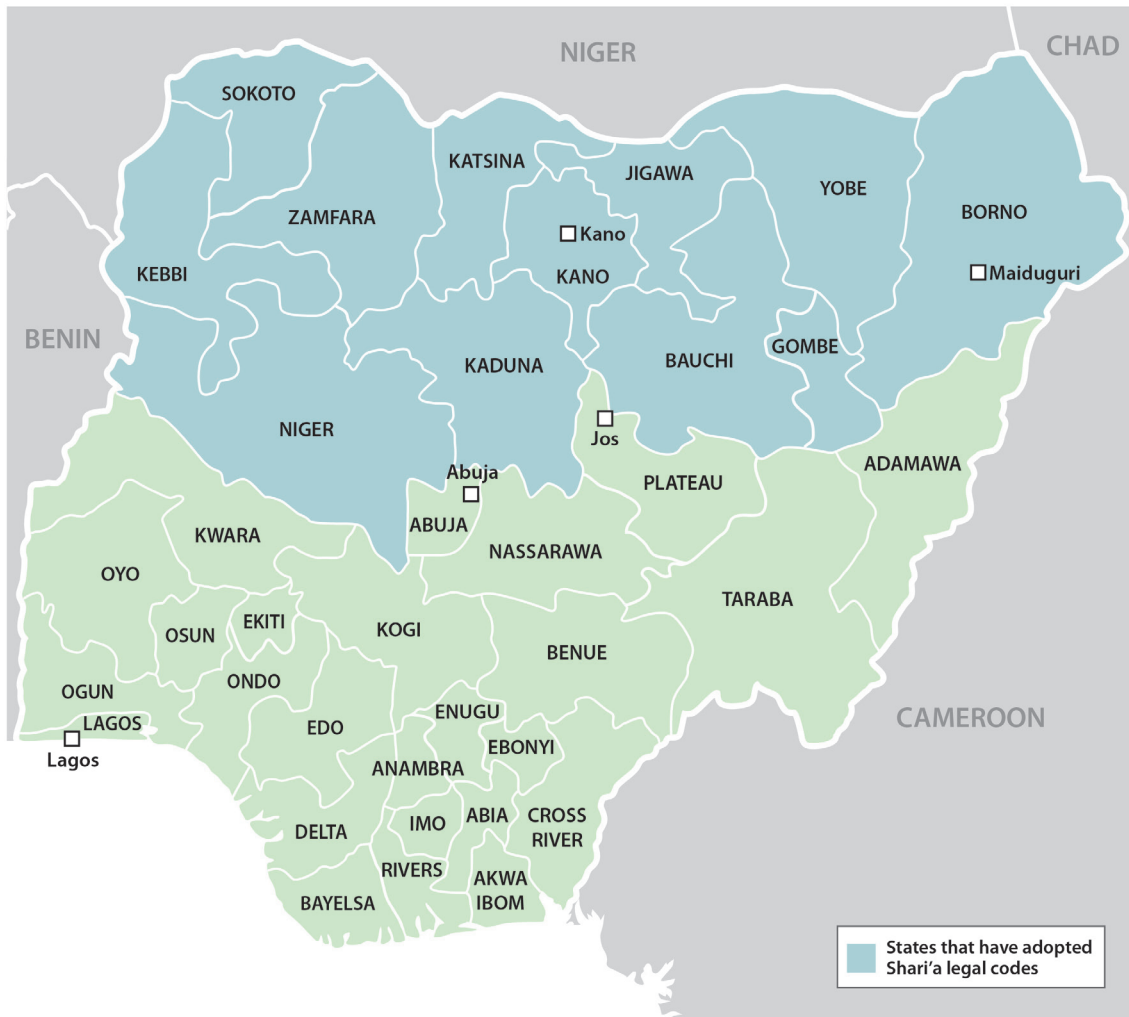 NIGER
CHAD
SOKOTO
KATSINA
JIGAWA
YOBE
ZAMFARA
BORNO
Kano
KEBBI
KANO
Maiduguri
BENIN
GOMBE
KADUNA
BAUCHI
NIGER
Jos
ADAMAWA
Abuja
PLATEAU
ABUJA
KWARA
NASSARAWA
OYO
TARABA
EKITI
OSUN
KOGI
BENUE
ONDO
OGUN
ENUGU
CAMEROON
LAGOS
EDO
EBONYI
Lagos
ANAMBRA
CROSS
RIVER
ABIA
IMO
DELTA
RIVERS
AKWA
IBOM
BAYELSA
States that have adopted
Shari’a legal codes